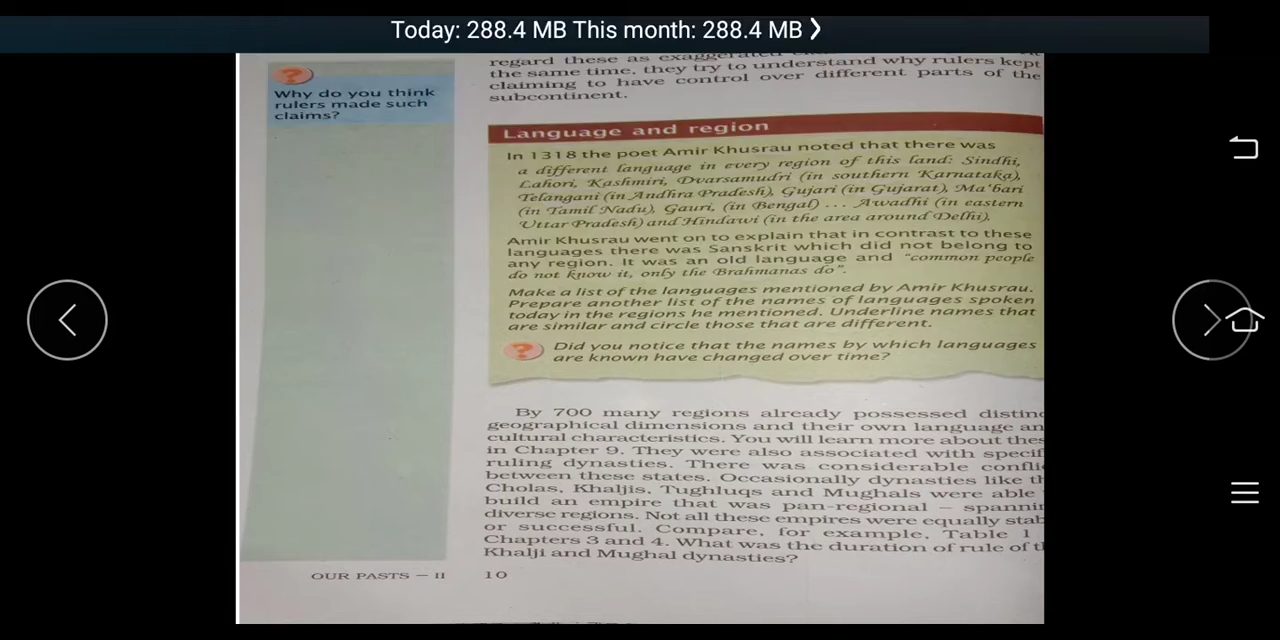 Today: 288.4 MB This month: 288.4 MB
regard these as exaggerated
the same time, they try to understand why rulers kept
claiming to have control over different parts of the
subcontinent.
Why do you think
rulers made such
claims?
Language and region
In 1318 the poet Amir Khusrau noted that there was
a different language in every region of this land: Sindhi,
Lahori, Kashmiri, Dvarsamudri (in southern Karnataka),
Telangani (in Andhra Pradesh), Gujari (in Gujarat), Ma'bari
(in Tamil Nadu), Gauri, (in Bengal) ... Awadhi (in eastern
Uttar Pradesh) and Hindawi (in the area around Delhi).
Amir Khusrau went on to explain that in contrast to these
languages there was Sanskrit which did not belong to
any region. It was an old language and "common people
do not know it, only the Brahmanas do".
Make a list of the languages mentioned by Amir Khusrau.
Prepare another list of the names of languages spoken
today in the regions he mentioned. Underline names that
are similar and circle those that are different.
? Did you notice that the names by which languages
are known have changed over time?
By 700 many regions already possessed distinc
geographical dimensions and their own language an
cultural characteristics. You will learn more about thes
in Chapter 9. They were also associated with specif
ruling dynasties. There was considerable conflic
between these states. Occasionally dynasties like th
Cholas, Khaljis, Tughluqs and Mughals were able
build an empire that was pan-regional – spannin
diverse regions. Not all these empires were equally stab
or successful. Compare, for example, Table 1
Chapters 3 and 4. What was the duration of rule of th
Khalji and Mughal dynasties?
OUR PASTS – II 10